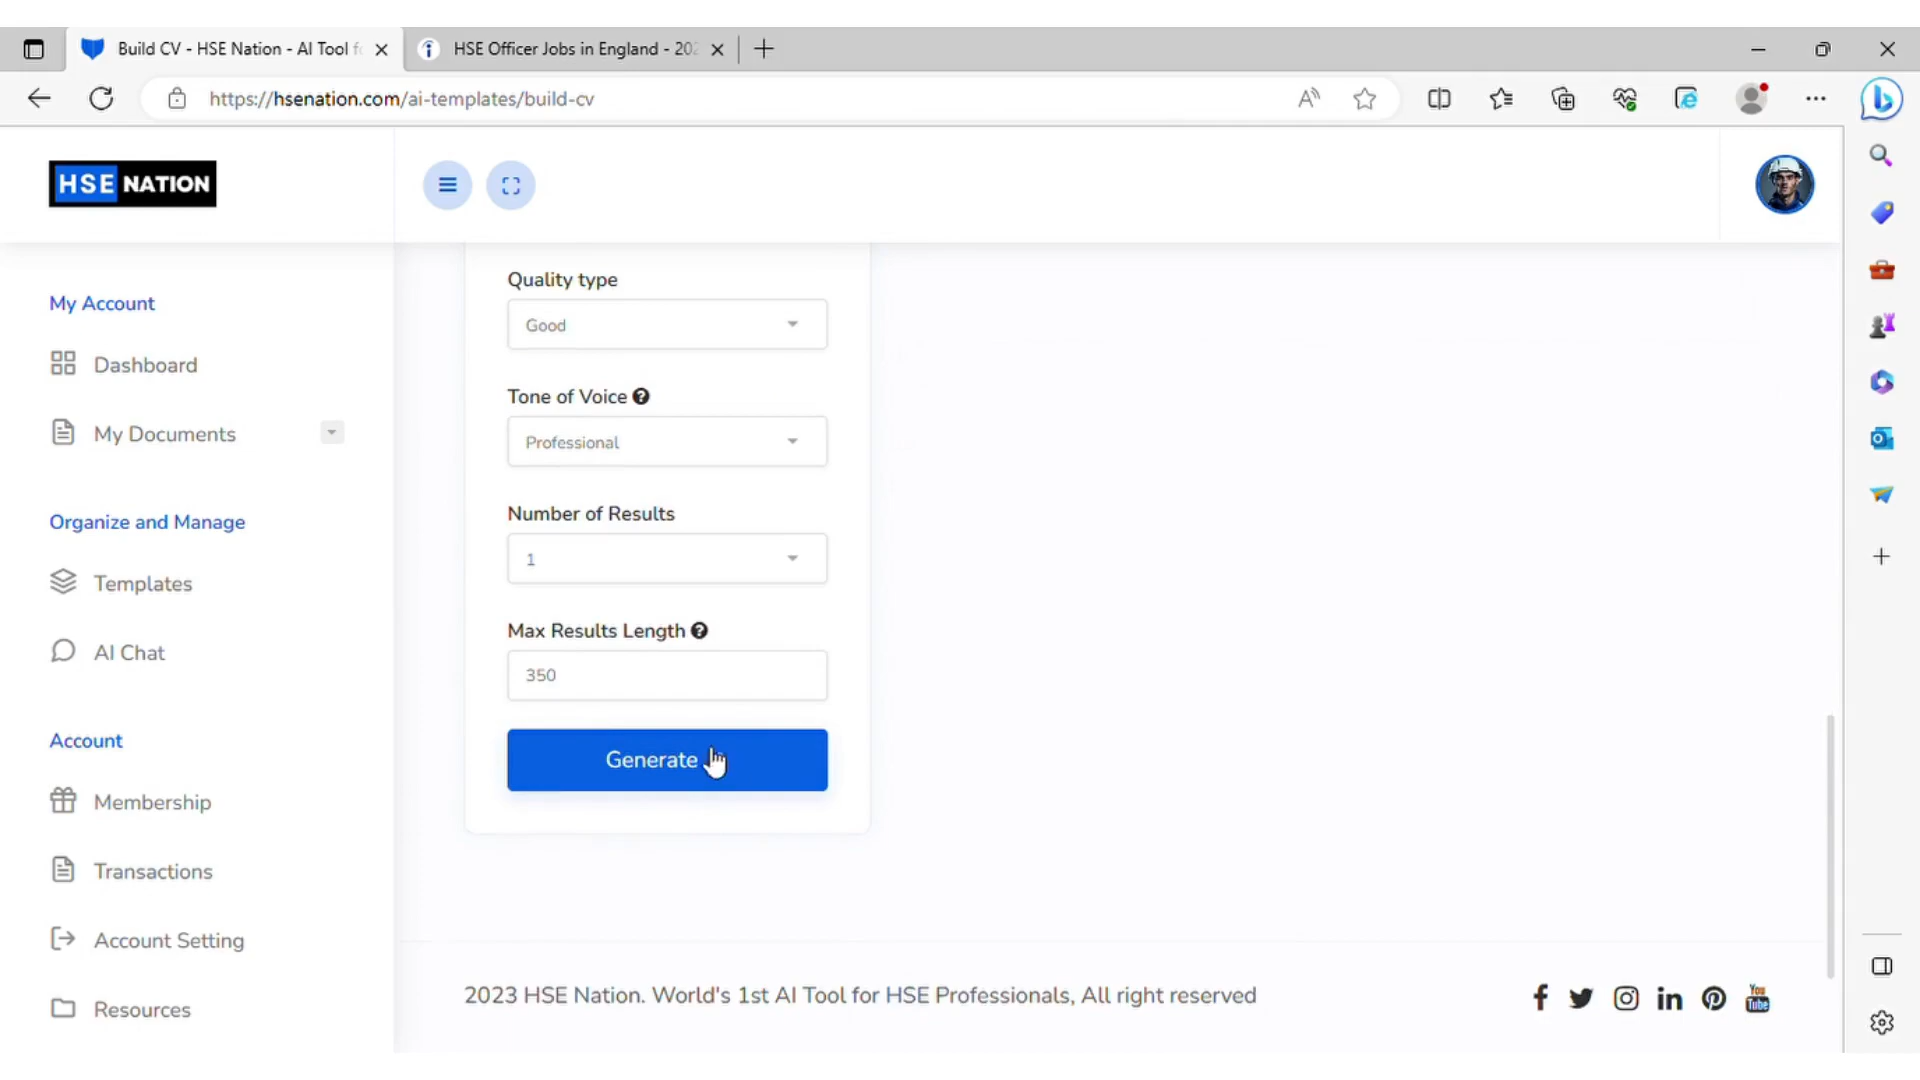 Build CV - HSE Nation - AI Tool f
HSE Officer Jobs in England - 202
https://hsenation.com/ai-templates/build-cv
HSE NATION
My Account
Dashboard
My Documents
Organize and Manage
Templates
AI Chat
Account
Membership
Transactions
Account Setting
Resources
Quality type
Good
Tone of Voice
Professional
Number of Results
1
Max Results Length
350
Generate
2023 HSE Nation. World's 1st AI Tool for HSE Professionals, All right reserved
You
Tube